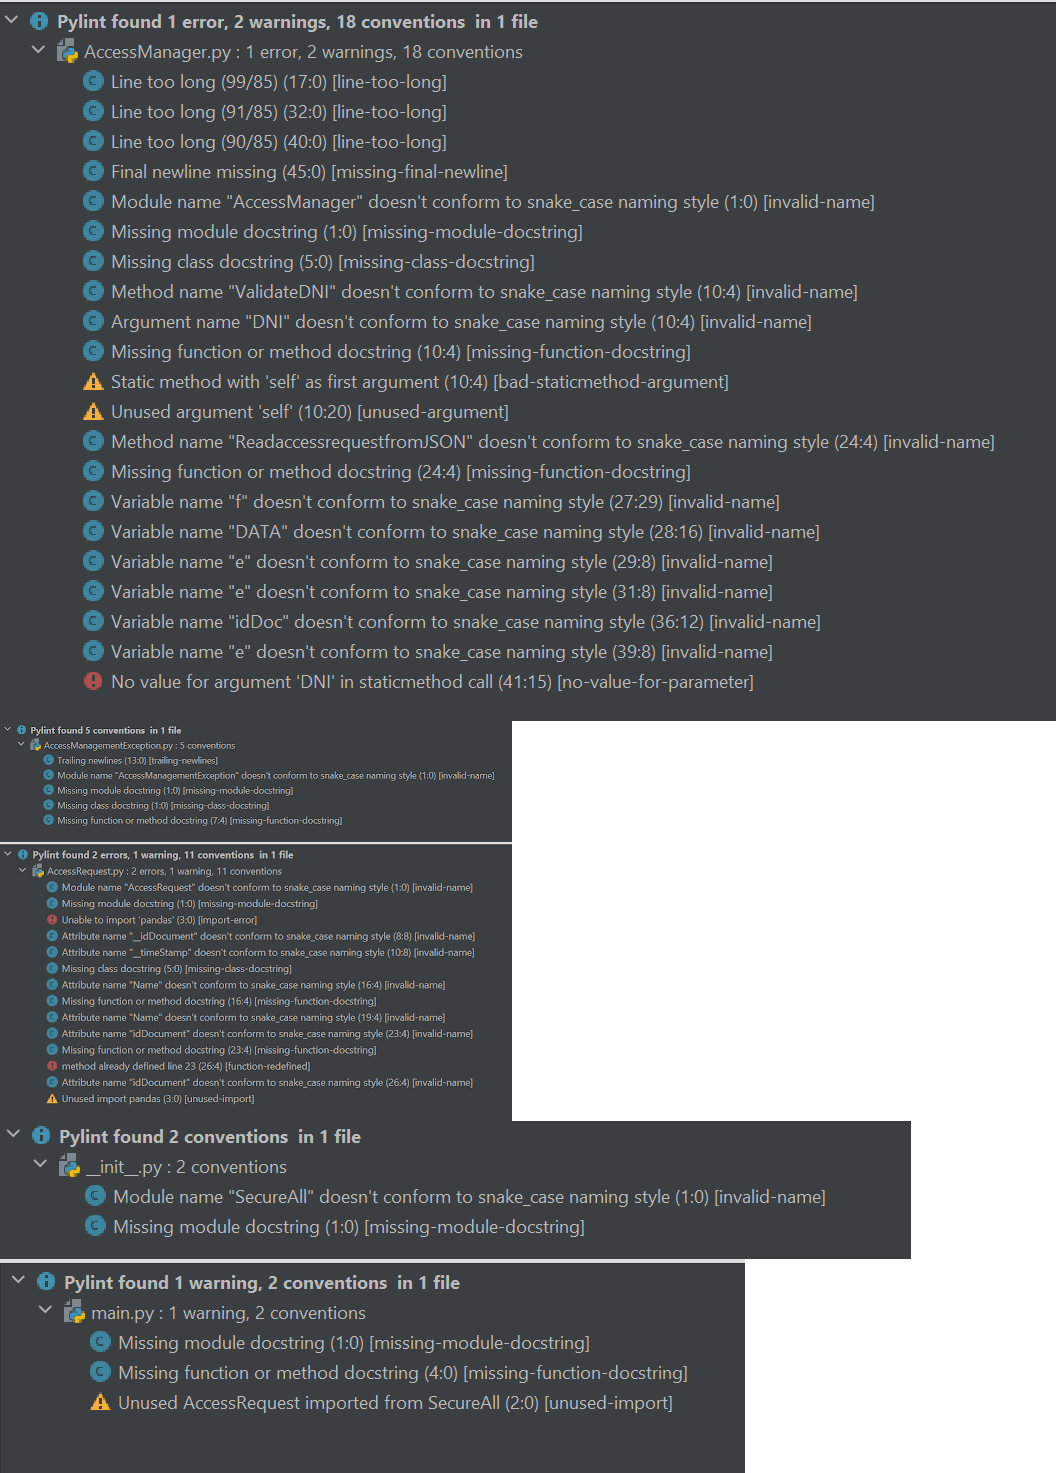 Pylint found 1 error, 2 warnings, 18 conventions in 1 file
AccessManager.py : 1 error, 2 warnings, 18 conventions
Line too long (99/85) (17:0) [line-too-long]
Line too long (91/85) (32:0) [line-too-long]
Line too long (90/85) (40:0) [line-too-long]
Final newline missing (45:0) [missing-final-newline]
Module name "AccessManager" doesn't conform to snake_case naming style (1:0) [invalid-name]
Missing module docstring (1:0) [missing-module-docstring]
Missing class docstring (5:0) [missing-class-docstring]
Method name "ValidateDNI" doesn't conform to snake_case naming style (10:4) [invalid-name]
Argument name "DNI" doesn't conform to snake_case naming style (10:4) [invalid-name]
Missing function or method docstring (10:4) [missing-function-docstring]
Static method with 'self' as first argument (10:4) [bad-staticmethod-argument]
Unused argument 'self' (10:20) [unused-argument]
Method name "ReadaccessrequestfromJSON" doesn't conform to snake_case naming style (24:4) [invalid-name]
Missing function or method docstring (24:4) [missing-function-docstring]
Variable name "f" doesn't conform to snake_case naming style (27:29) [invalid-name]
Variable name "DATA" doesn't conform to snake_case naming style (28:16) [invalid-name]
Variable name "e" doesn't conform to snake_case naming style (29:8) [invalid-name]
Variable name "e" doesn't conform to snake_case naming style (31:8) [invalid-name]
Variable name "idDoc" doesn't conform to snake_case naming style (36:12) [invalid-name]
Variable name "e" doesn't conform to snake_case naming style (39:8) [invalid-name]
No value for argument 'DNI' in staticmethod call (41:15) [no-value-for-parameter]
Pylint found 5 conventions in 1 file
AccessManagementException.py : 5 conventions
Trailing newlines (13:0) [trailing-newlines]
Module name "AccessManagementException" doesn't conform to snake_case naming style (1:0) [invalid-name]
Missing module docstring (1:0) [missing-module-docstring]
Missing class docstring (1:0) [missing-class-docstring]
Missing function or method docstring (7:4) [missing-function-docstring]
Pylint found 2 errors, 1 warning, 11 conventions in 1 file
AccessRequest.py : 2 errors, 1 warning, 11 conventions
Module name "AccessRequest" doesn't conform to snake_case naming style (1:0) [invalid-name]
Missing module docstring (1:0) [missing-module-docstring]
Unable to import 'pandas' (3:0) [import-error]
Attribute name "__idDocument" doesn't conform to snake_case naming style (8:8) [invalid-name]
Attribute name "__timeStamp" doesn't conform to snake_case naming style (10:8) [invalid-name]
Missing class docstring (5:0) [missing-class-docstring]
Attribute name "Name" doesn't conform to snake_case naming style (16:4) [invalid-name]
Missing function or method docstring (16:4) [missing-function-docstring]
Attribute name "Name" doesn't conform to snake_case naming style (19:4) [invalid-name]
Attribute name "idDocument" doesn't conform to snake_case naming style (23:4) [invalid-name]
Missing function or method docstring (23:4) [missing-function-docstring]
method already defined line 23 (26:4) [function-redefined]
Attribute name "idDocument" doesn't conform to snake_case naming style (26:4) [invalid-name]
Unused import pandas (3:0) [unused-import]
Pylint found 2 conventions in 1 file
__init__.py : 2 conventions
Module name "SecureAll" doesn't conform to snake_case naming style (1:0) [invalid-name]
Missing module docstring (1:0) [missing-module-docstring]
Pylint found 1 warning, 2 conventions in 1 file
main.py : 1 warning, 2 conventions
Missing module docstring (1:0) [missing-module-docstring]
Missing function or method docstring (4:0) [missing-function-docstring]
Unused AccessRequest imported from SecureAll (2:0) [unused-import]